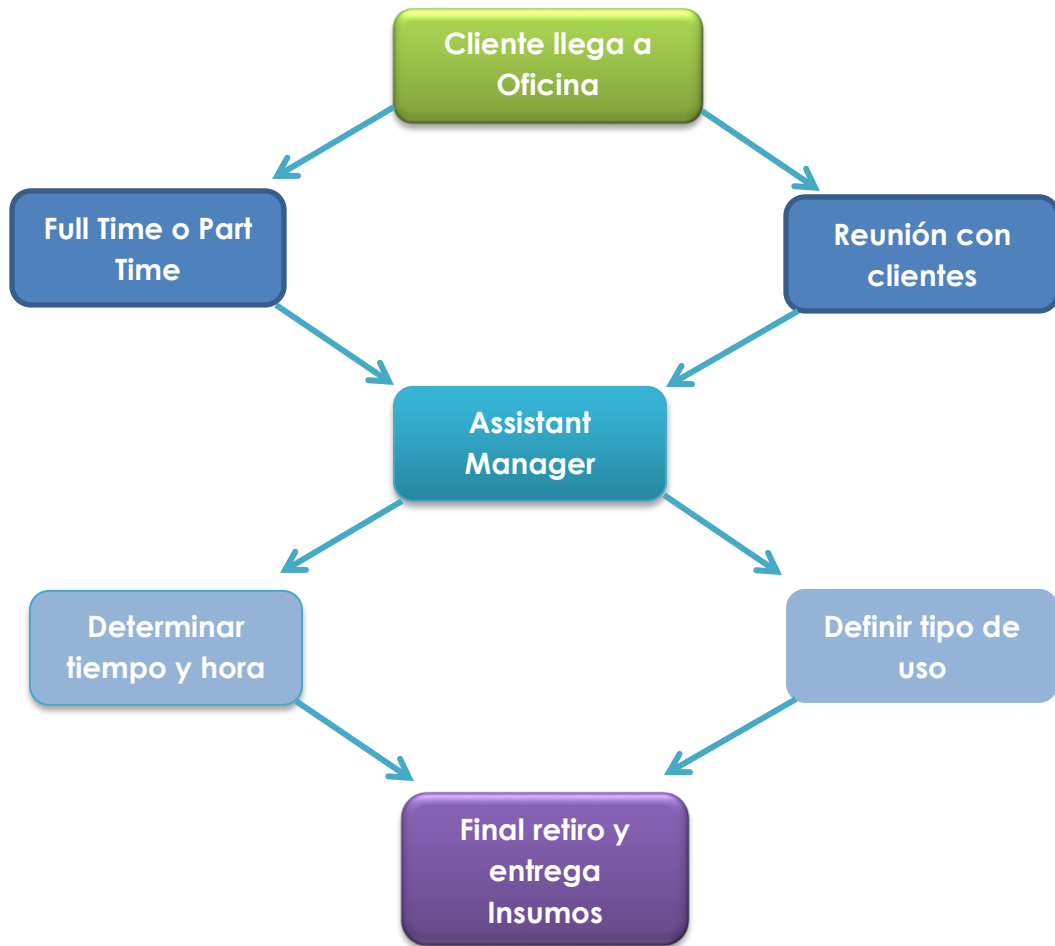 Cliente llega a
Oficina
Full Time o Part
Time
Reunión con
clientes
Assistant
Manager
Determinar
tiempo y hora
Definir tipo de
uso
Final retiro y
entrega
Insumos